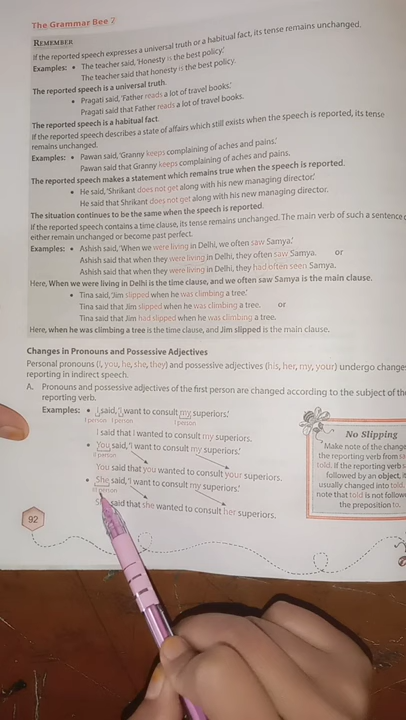 The Grammar Bee 7
REMEMBER
If the reported speech expresses a universal truth or a habitual fact, its tense remains unchanged.
Examples: • The teacher said, 'Honesty is the best policy.'
The teacher said that honesty is the best policy.
The reported speech is a universal truth.
• Pragati said, 'Father reads a lot of travel books.'
Pragati said that Father reads a lot of travel books.
The reported speech is a habitual fact.
If the reported speech describes a state of affairs which still exists when the speech is reported, its tense
remains unchanged.
Examples: • Pawan said, 'Granny keeps complaining of aches and pains.'
Pawan said that Granny keeps complaining of aches and pains.
The reported speech makes a statement which remains true when the speech is reported.
• He said, 'Shrikant does not get along with his new managing director.'
He said that Shrikant does not get along with his new managing director.
The situation continues to be the same when the speech is reported.
If the reported speech contains a time clause, its tense remains unchanged. The main verb of such a sentence
either remain unchanged or become past perfect.
Examples: • Ashish said, 'When we were living in Delhi, we often saw Samya.'
Ashish said that when they were living in Delhi, they often saw Samya. or
Ashish said that when they were living in Delhi, they had often seen Samya.
Here, When we were living in Delhi is the time clause, and we often saw Samya is the main clause.
• Tina said, 'Jim slipped when he was climbing a tree.'
Tina said that Jim slipped when he was climbing a tree. or
Tina said that Jim had slipped when he was climbing a tree.
Here, when he was climbing a tree is the time clause, and Jim slipped is the main clause.
Changes in Pronouns and Possessive Adjectives
Personal pronouns (I, you, he, she, they) and possessive adjectives (his, her, my, your) undergo change
reporting in indirect speech.
A. Pronouns and possessive adjectives of the first person are changed according to the subject of the
reporting verb.
Examples: • I said, 'I want to consult my superiors.'
I person I person I person
I said that I wanted to consult my superiors.
• You said, 'I want to consult my superiors.'
II person
You said that you wanted to consult your superiors.
• She said, 'I want to consult my superiors.'
person
said that she wanted to consult her superiors.
No Slipping
Make note of the change
the reporting verb from
told. If the reporting verb
followed by an object, it
usually changed into told.
note that told is not follow
the preposition to.
92